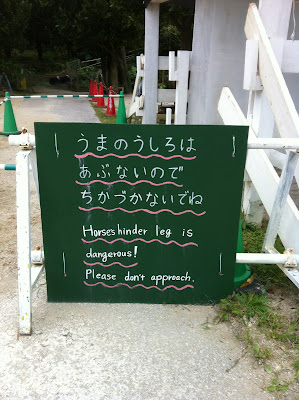 うまのうしろは
あぶないので
ちかづかないでね
Horse's hinder leg is
dangerous!
Please don't approach.